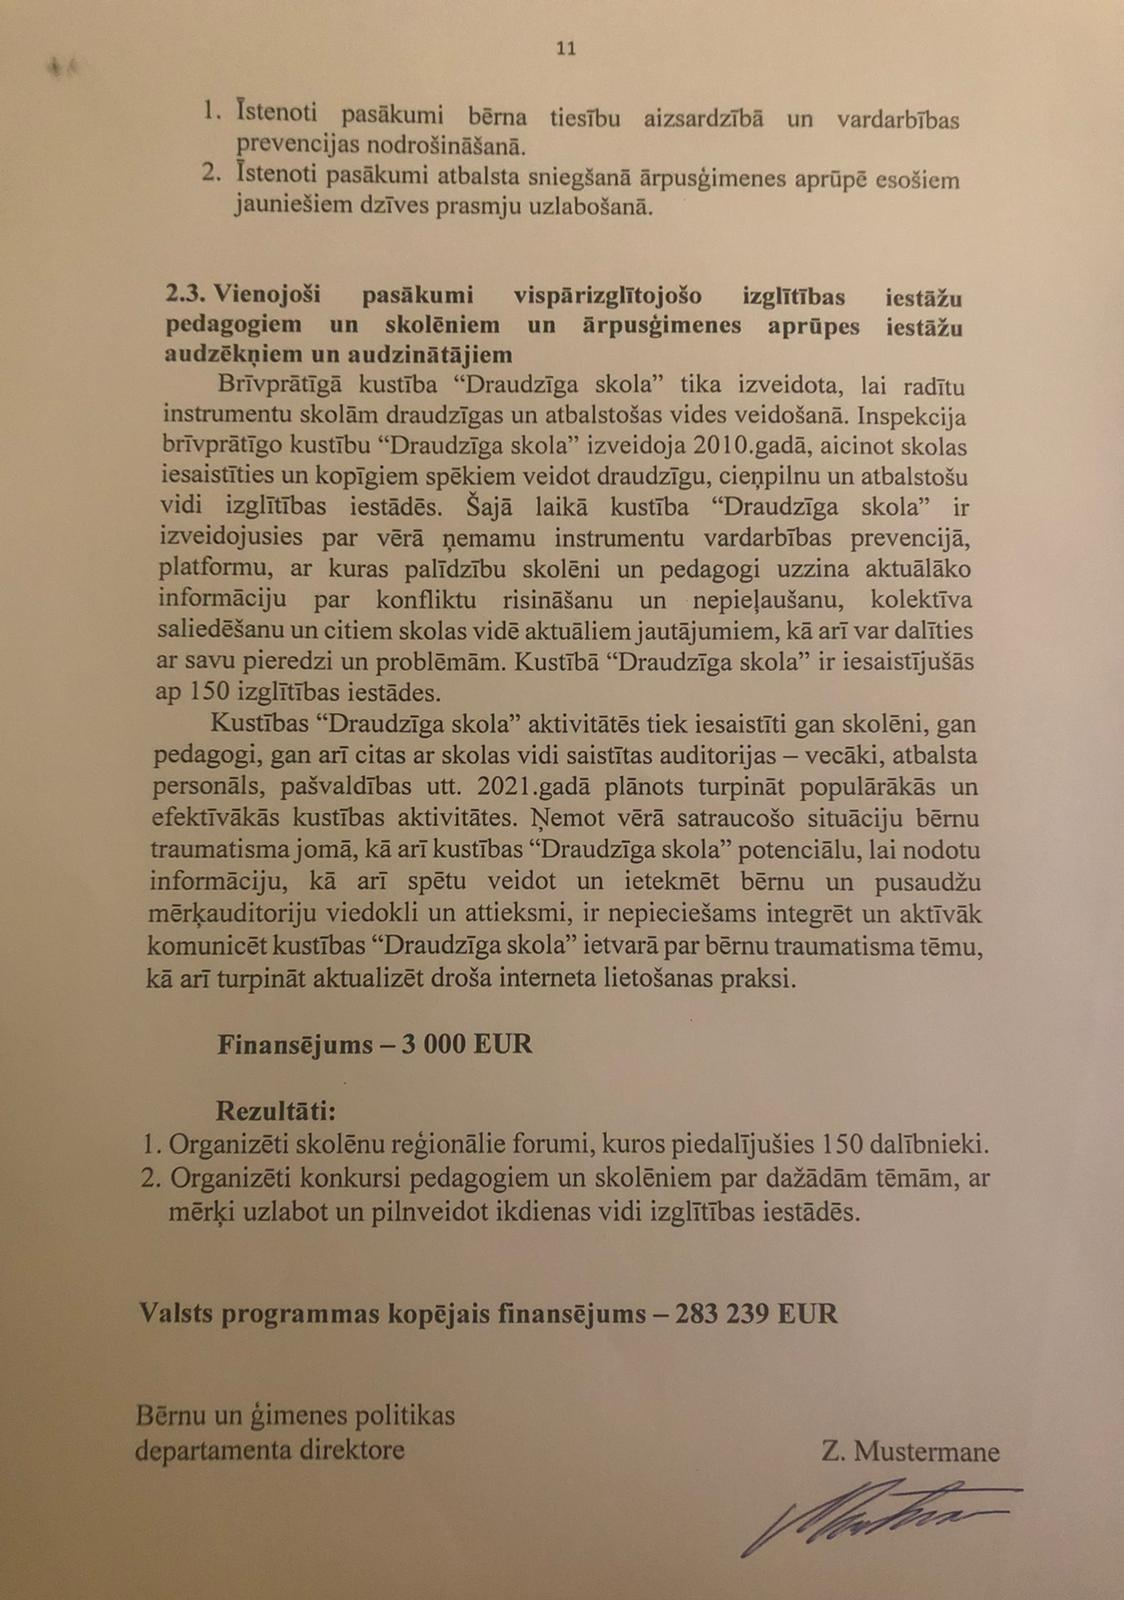 11
1. Īstenoti pasākumi bērna tiesību aizsardzībā un vardarbības
prevencijas nodrošināšanā.
2. Īstenoti pasākumi atbalsta sniegšanā ārpusģimenes aprūpē esošiem
jauniešiem dzīves prasmju uzlabošanā.
2.3. Vienojoši pasākumi vispārizglītojošo izglītības iestāžu
pedagogiem un skolēniem un ārpusģimenes aprūpes iestāžu
audzēkņiem un audzinātājiem
Brīvprātīgā kustība “Draudzīga skola” tika izveidota, lai radītu
instrumentu skolām draudzīgas un atbalstošas vides veidošanā. Inspekcija
brīvprātīgo kustību “Draudzīga skola” izveidoja 2010.gadā, aicinot skolas
iesaistīties un kopīgiem spēkiem veidot draudzīgu, cieņpilnu un atbalstošu
vidi izglītības iestādēs. Šajā laikā kustība “Draudzīga skola” ir
izveidojusies par vērā ņemamu instrumentu vardarbības prevencijā,
platformu, ar kuras palīdzību skolēni un pedagogi uzzina aktuālāko
informāciju par konfliktu risināšanu un nepieļaušanu, kolektīva
saliedēšanu un citiem skolas vidē aktuāliem jautājumiem, kā arī var dalīties
ar savu pieredzi un problēmām. Kustībā “Draudzīga skola” ir iesaistījušās
ap 150 izglītības iestādes.
Kustības “Draudzīga skola” aktivitātēs tiek iesaistīti gan skolēni, gan
pedagogi, gan arī citas ar skolas vidi saistītas auditorijas – vecāki, atbalsta
personāls, pašvaldības utt. 2021.gadā plānots turpināt populārākās un
efektīvākās kustības aktivitātes. Ņemot vērā satraucošo situāciju bērnu
traumatisma jomā, kā arī kustības “Draudzīga skola” potenciālu, lai nodotu
informāciju, kā arī spētu veidot un ietekmēt bērnu un pusaudžu
mērķauditoriju viedokli un attieksmi, ir nepieciešams integrēt un aktīvāk
komunicēt kustības “Draudzīga skola” ietvarā par bērnu traumatisma tēmu,
kā arī turpināt aktualizēt droša interneta lietošanas praksi.
Finansējums – 3 000 EUR
Rezultāti:
1. Organizēti skolēnu reģionālie forumi, kuros piedalījušies 150 dalībnieki.
2. Organizēti konkursi pedagogiem un skolēniem par dažādām tēmām, ar
mērķi uzlabot un pilnveidot ikdienas vidi izglītības iestādēs.
Valsts programmas kopējais finansējums – 283 239 EUR
Bērnu un ģimenes politikas
departamenta direktore
Z. Mustermane